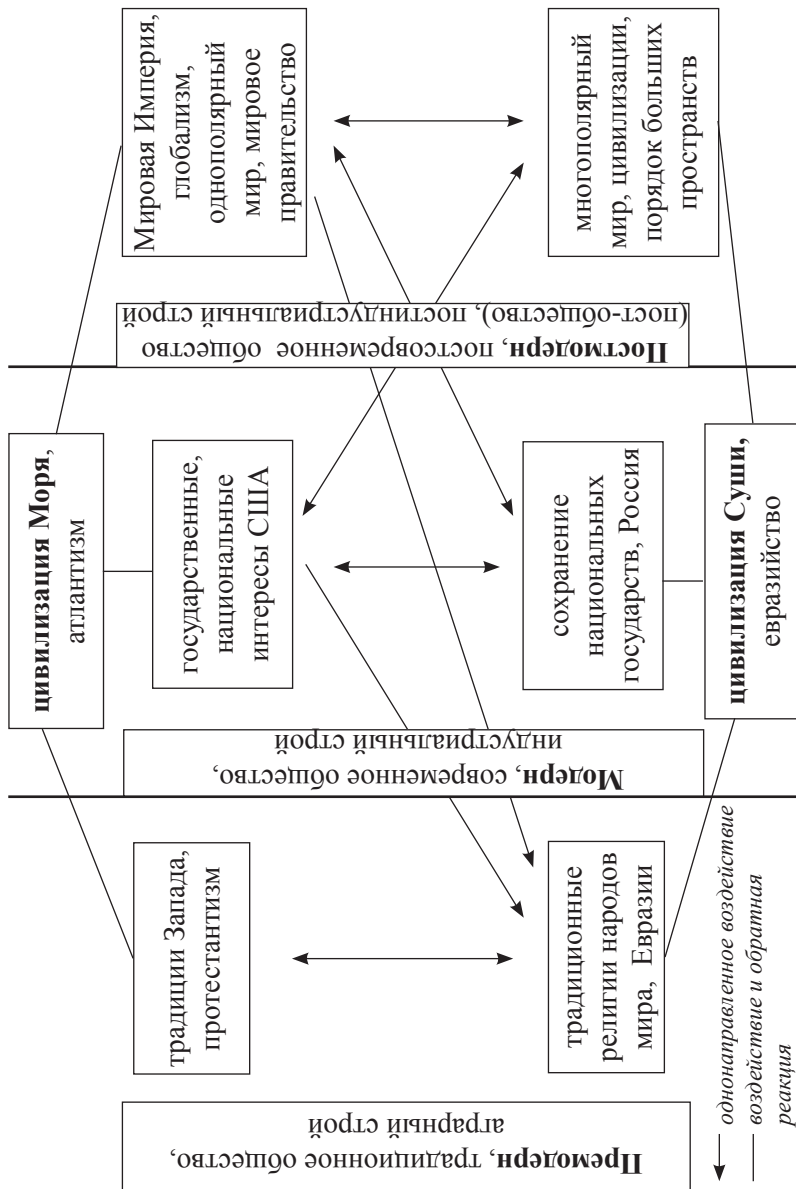 Премодерн, традиционное общество,
аграрный строй
традиции Запада,
протестантизм
традиционные
религии народов
мира, Евразии
Модерн, современное общество,
индустриальный строй
цивилизация Моря,
атлантизм
государственные,
национальные
интересы США
сохранение
национальных
государств, Россия
цивилизация Суши,
евразийство
Постмодерн, постсовременное общество
(пост-общество), постиндустриальный строй
Мировая Империя,
глобализм,
однополярный
мир, мировое
правительство
многополярный
мир, цивилизации,
порядок больших
пространств
однонаправленное воздействие
воздействие и обратная
реакция